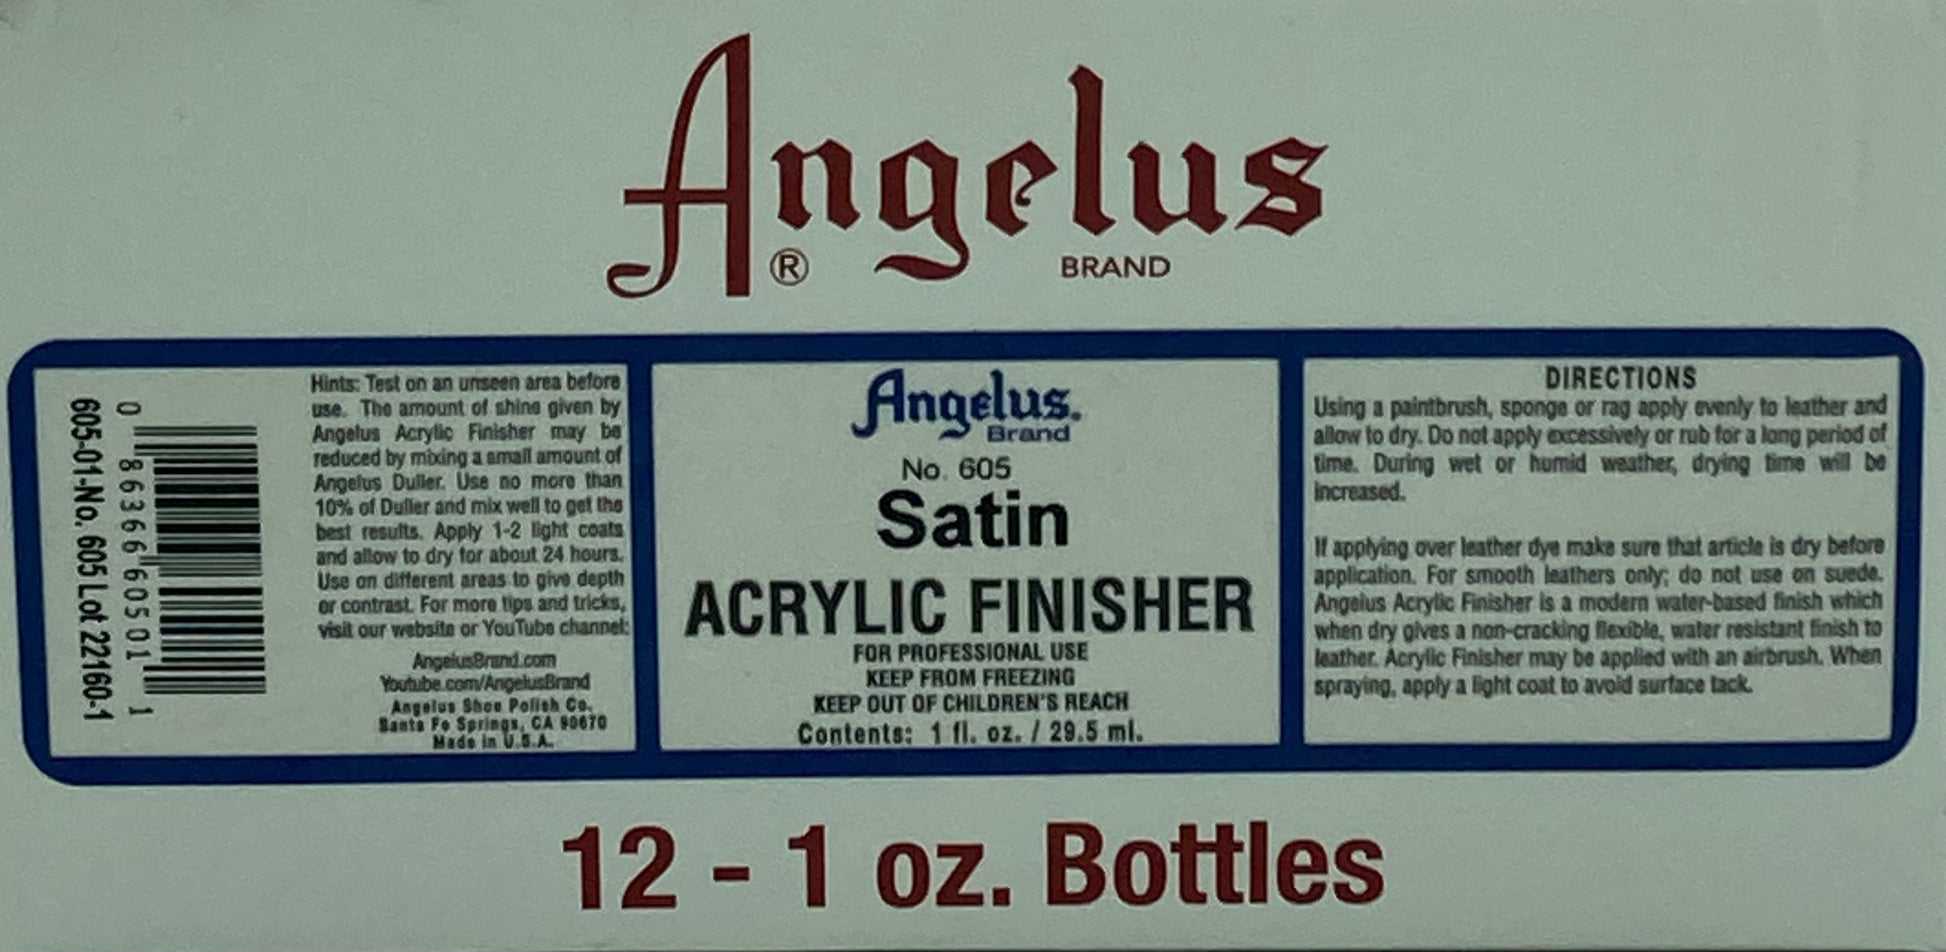 Angelus
®
BRAND
605-01-No. 605 Lot 22160-1
0 86366 60501 1
Hints: Test on an unseen area before
use. The amount of shine given by
Angelus Acrylic Finisher may be
reduced by mixing a small amount of
Angelus Duller. Use no more than
10% of Duller and mix well to get the
best results. Apply 1-2 light coats
and allow to dry for about 24 hours.
Use on different areas to give depth
or contrast. For more tips and tricks,
visit our website or YouTube channel:
AngelusBrand.com
Youtube.com/AngelusBrand
Angelus Shoe Polish Co.
Santa Fe Springs, CA 90670
Made in U.S.A.
Angelus®
Brand
No. 605
Satin
ACRYLIC FINISHER
FOR PROFESSIONAL USE
KEEP FROM FREEZING
KEEP OUT OF CHILDREN'S REACH
Contents: 1 fl. oz. / 29.5 ml.
DIRECTIONS
Using a paintbrush, sponge or rag apply evenly to leather and
allow to dry. Do not apply excessively or rub for a long period of
time. During wet or humid weather, drying time will be
increased.
If applying over leather dye make sure that article is dry before
application. For smooth leathers only; do not use on suede.
Angelus Acrylic Finisher is a modern water-based finish which
when dry gives a non-cracking flexible, water resistant finish to
leather. Acrylic Finisher may be applied with an airbrush. When
spraying, apply a light coat to avoid surface tack.
12 - 1 oz. Bottles